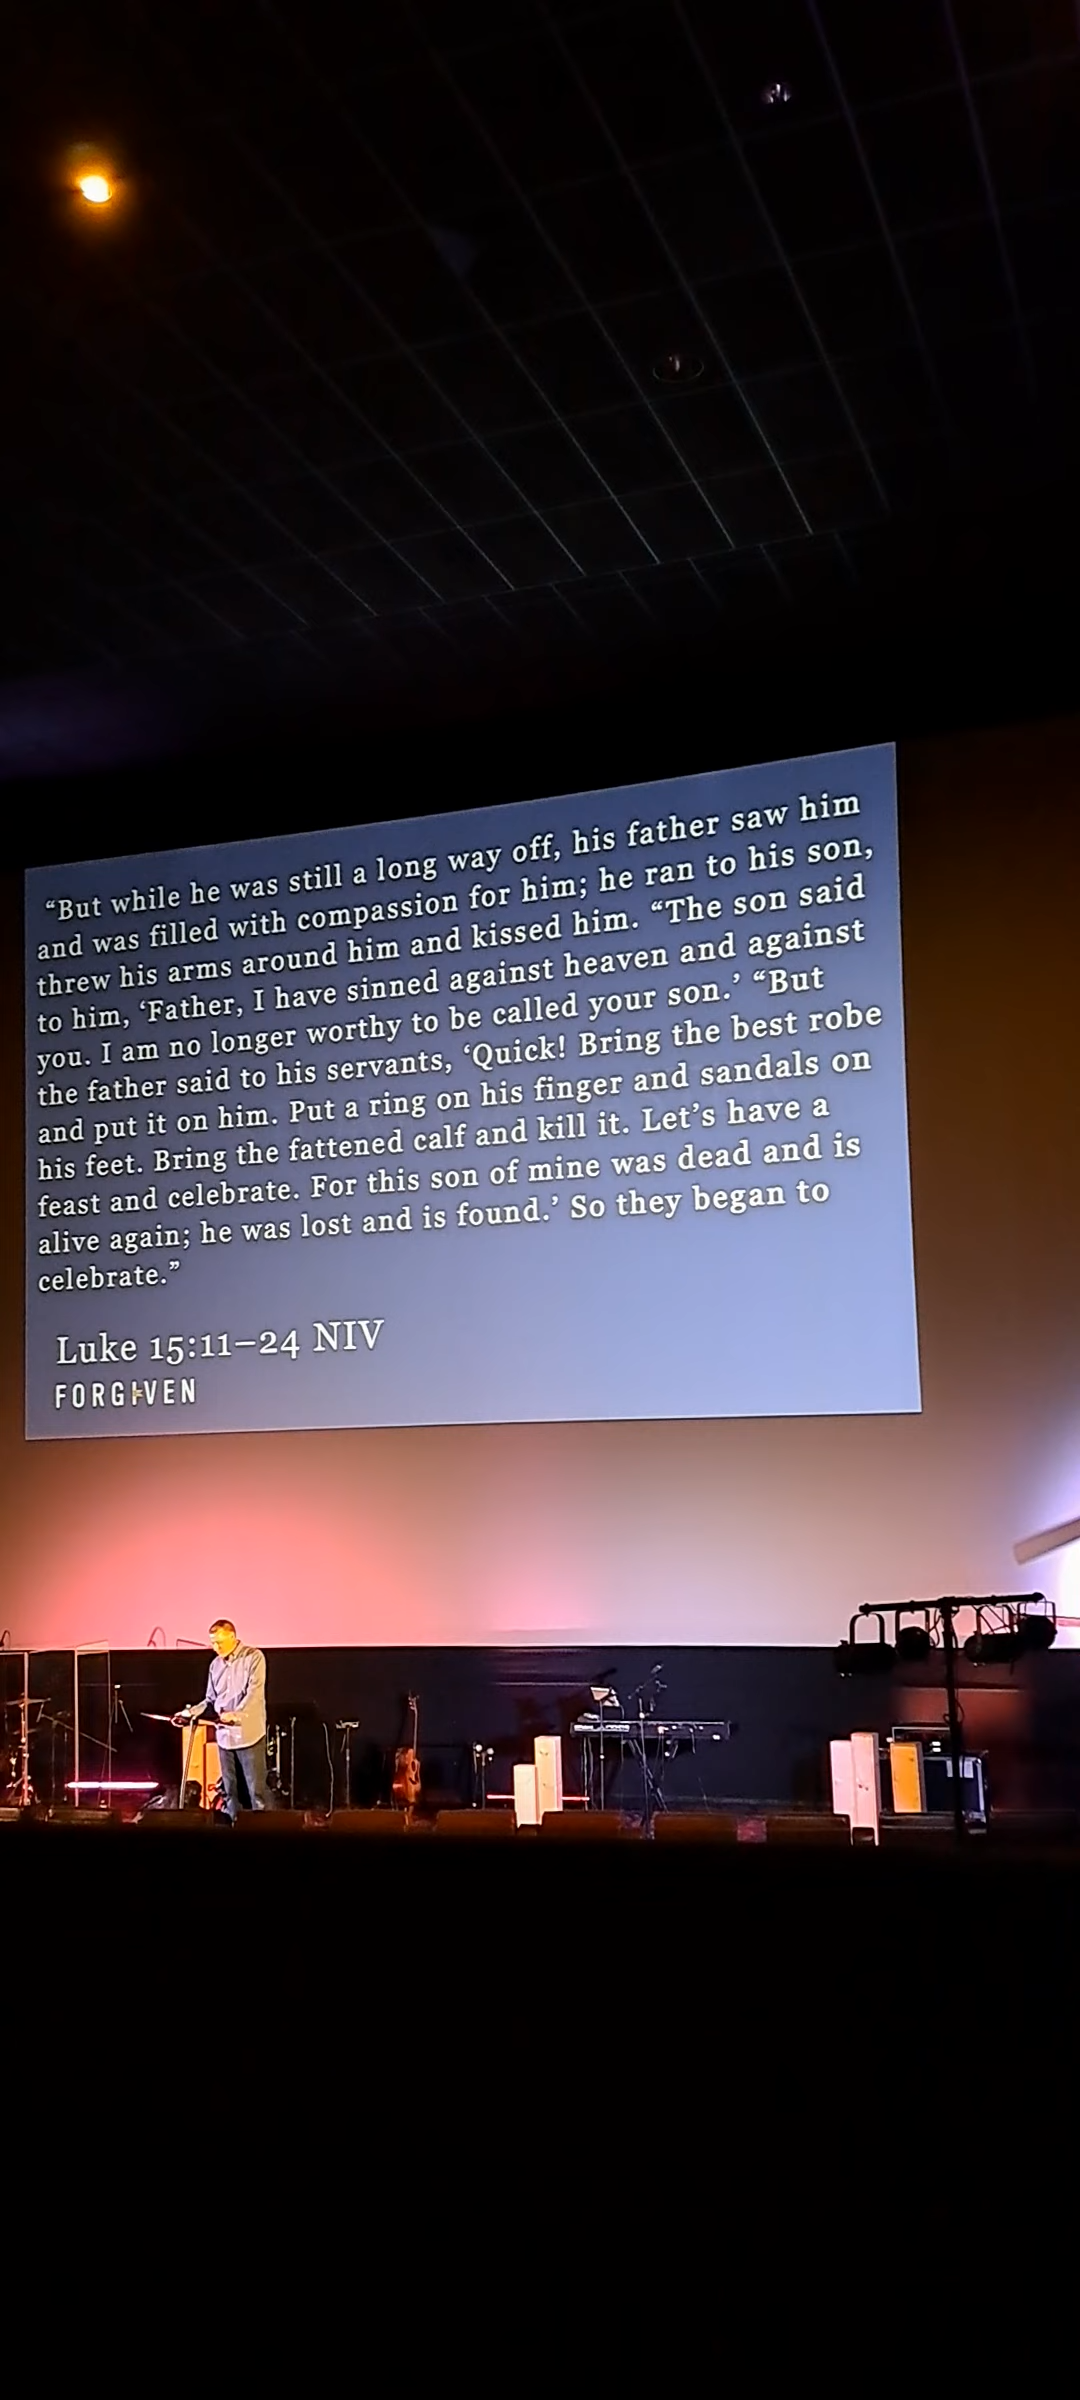 “But while he was still a long way off, his father saw him
and was filled with compassion for him; he ran to his son,
threw his arms around him and kissed him. “The son said
to him, ‘Father, I have sinned against heaven and against
you. I am no longer worthy to be called your son.’ “But
the father said to his servants, ‘Quick! Bring the best robe
and put it on him. Put a ring on his finger and sandals on
his feet. Bring the fattened calf and kill it. Let’s have a
feast and celebrate. For this son of mine was dead and is
alive again; he was lost and is found.’ So they began to
celebrate.”
Luke 15:11–24 NIV
FORGIVEN